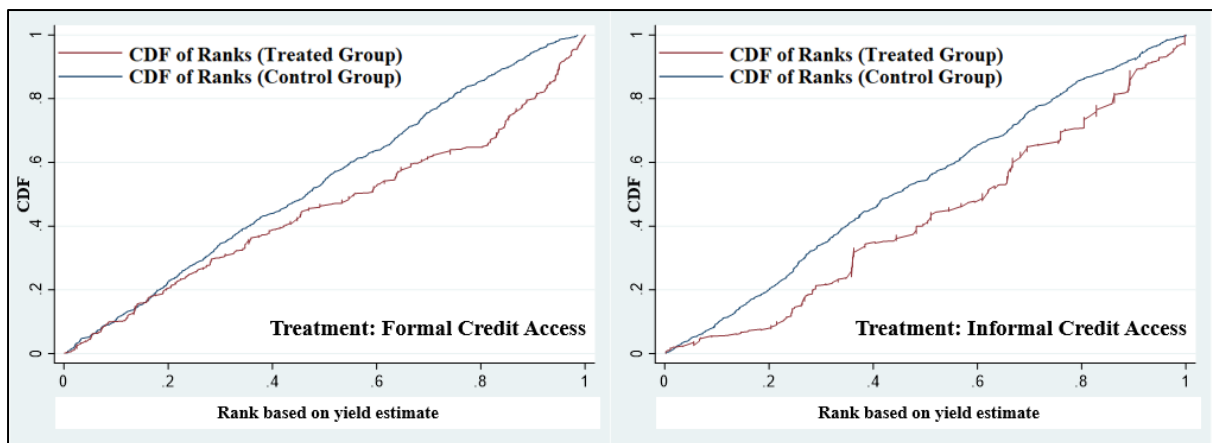 CDF of Ranks (Treated Group)
CDF of Ranks (Control Group)
CDF
1
.8
.6
.4
.2
0
Treatment: Formal Credit Access
0 .2 .4 .6 .8 1
Rank based on yield estimate
CDF of Ranks (Treated Group)
CDF of Ranks (Control Group)
CDF
1
.8
.6
.4
.2
0
Treatment: Informal Credit Access
0 .2 .4 .6 .8 1
Rank based on yield estimate